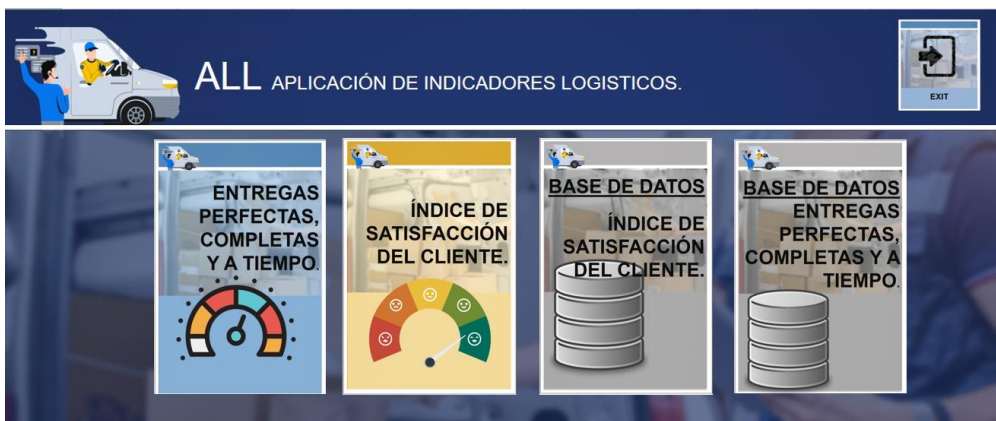 ALL APLICACIÓN DE INDICADORES LOGISTICOS.
EXIT
ENTREGAS
PERFECTAS,
COMPLETAS
Y A TIEMPO.
ÍNDICE DE
SATISFACCIÓN
DEL CLIENTE.
BASE DE DATOS
ÍNDICE DE
SATISFACCIÓN
DEL CLIENTE.
BASE DE DATOS
ENTREGAS
PERFECTAS,
COMPLETAS Y A
TIEMPO.